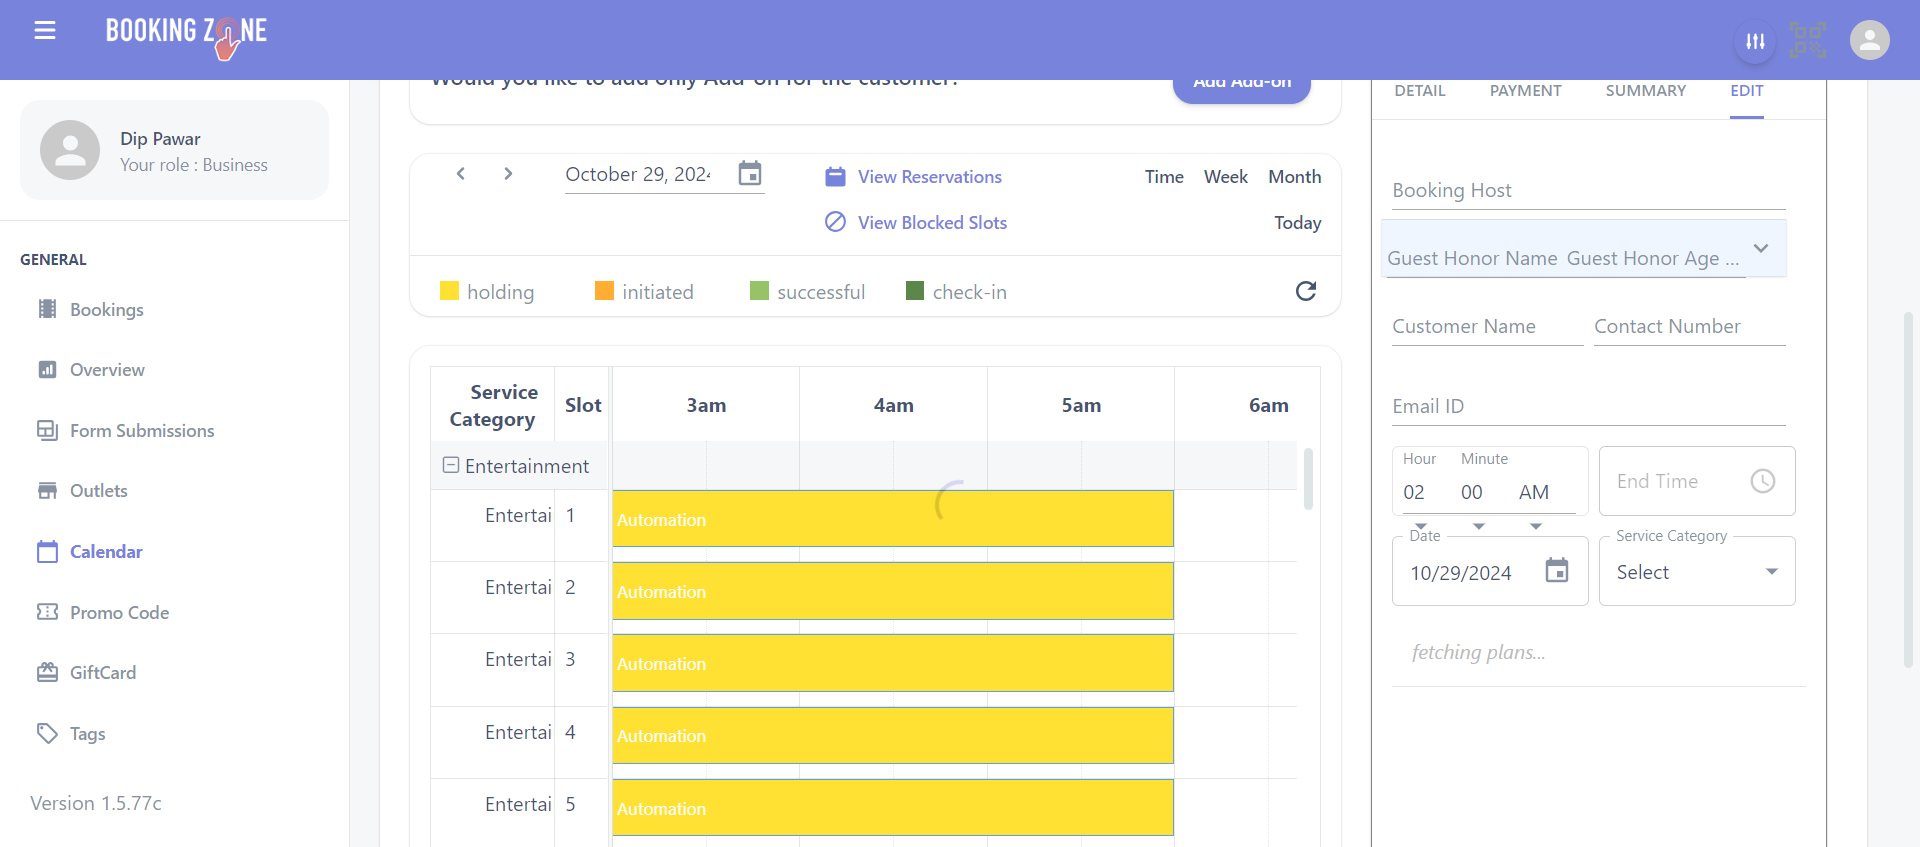 BOOKING ZONE
Dip Pawar
Your role : Business
GENERAL
Bookings
Overview
Form Submissions
Outlets
Calendar
Promo Code
GiftCard
Tags
Version 1.5.77c
Would you like to add only Add-on for the customer?
Add Add-on
October 29, 202
View Reservations
Time Week Month
View Blocked Slots
Today
holding initiated successful check-in
Service Category Slot 3am 4am 5am 6am
Entertainment
Entertai 1 Automation
Entertai 2 Automation
Entertai 3 Automation
Entertai 4 Automation
Entertai 5 Automation
DETAIL PAYMENT SUMMARY EDIT
Booking Host
Guest Honor Name Guest Honor Age ...
Customer Name Contact Number
Email ID
Hour Minute
02 00 AM
End Time
Date
10/29/2024
Service Category
Select
fetching plans...